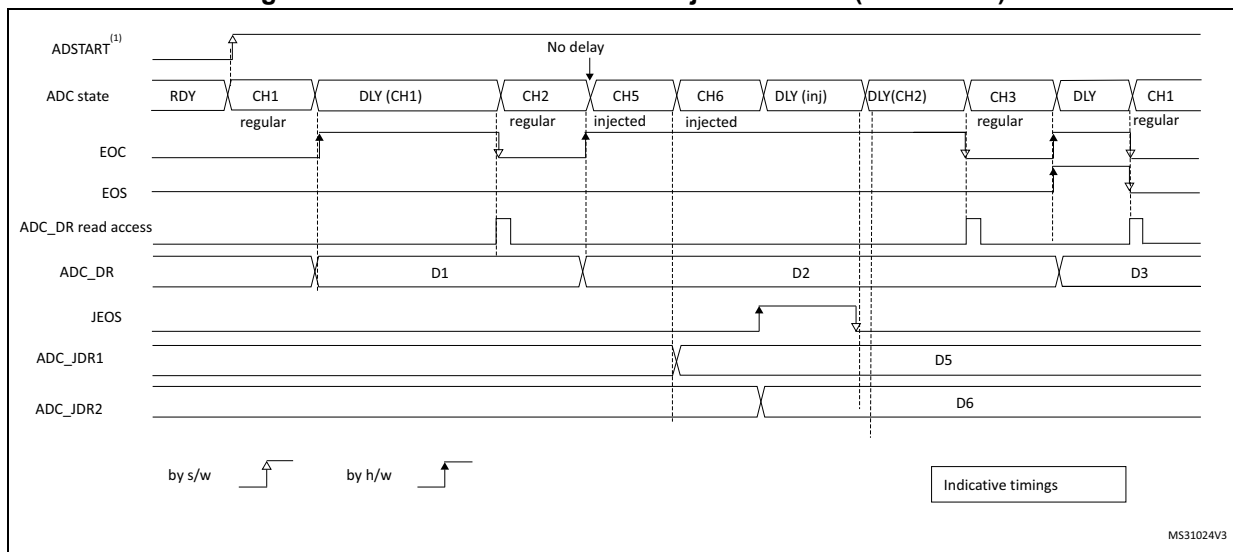 ADSTART(1)
No delay
ADC state RDY CH1 DLY (CH1) CH2 CH5 CH6 DLY (inj) DLY(CH2) CH3 DLY CH1
regular regular injected injected regular regular
EOC
EOS
ADC_DR read access
ADC_DR D1 D2 D3
JEOS
ADC_JDR1 D5
ADC_JDR2 D6
by s/w by h/w Indicative timings
MS31024V3